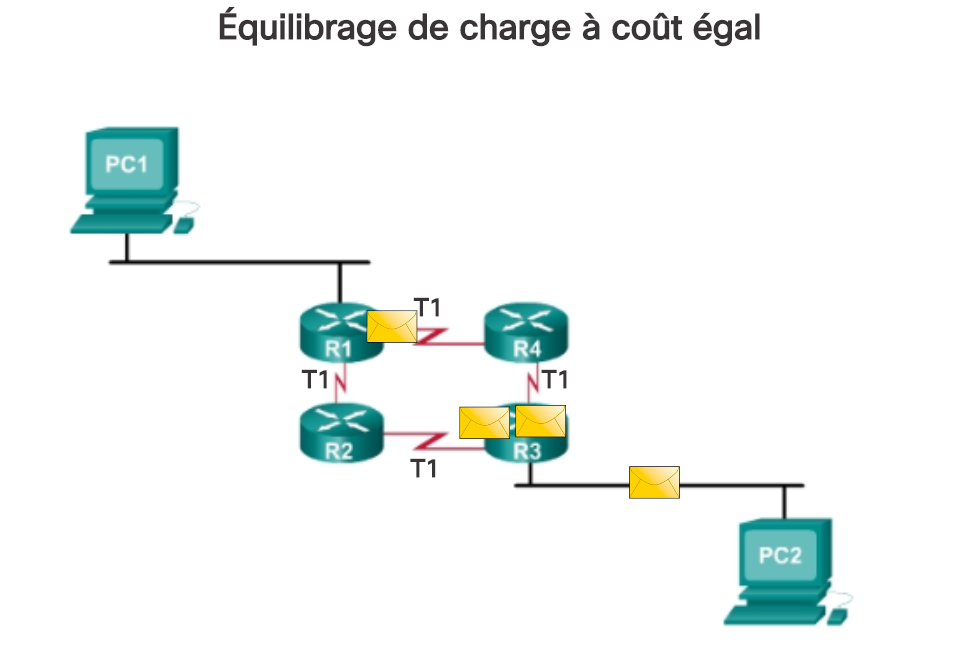 Équilibrage de charge à coût égal
PC1
T1
R1
R4
T1
T1
R2
R3
T1
PC2